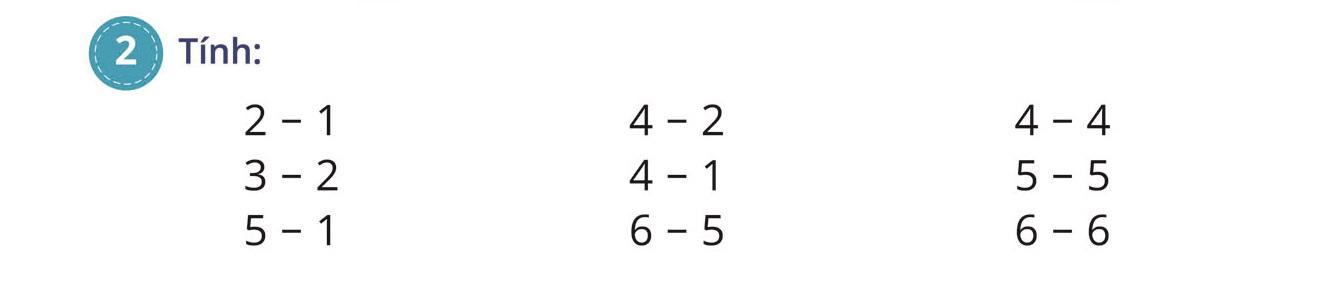 2 Tính:
2 – 1 4 – 2 4 – 4
3 – 2 4 – 1 5 – 5
5 – 1 6 – 5 6 – 6